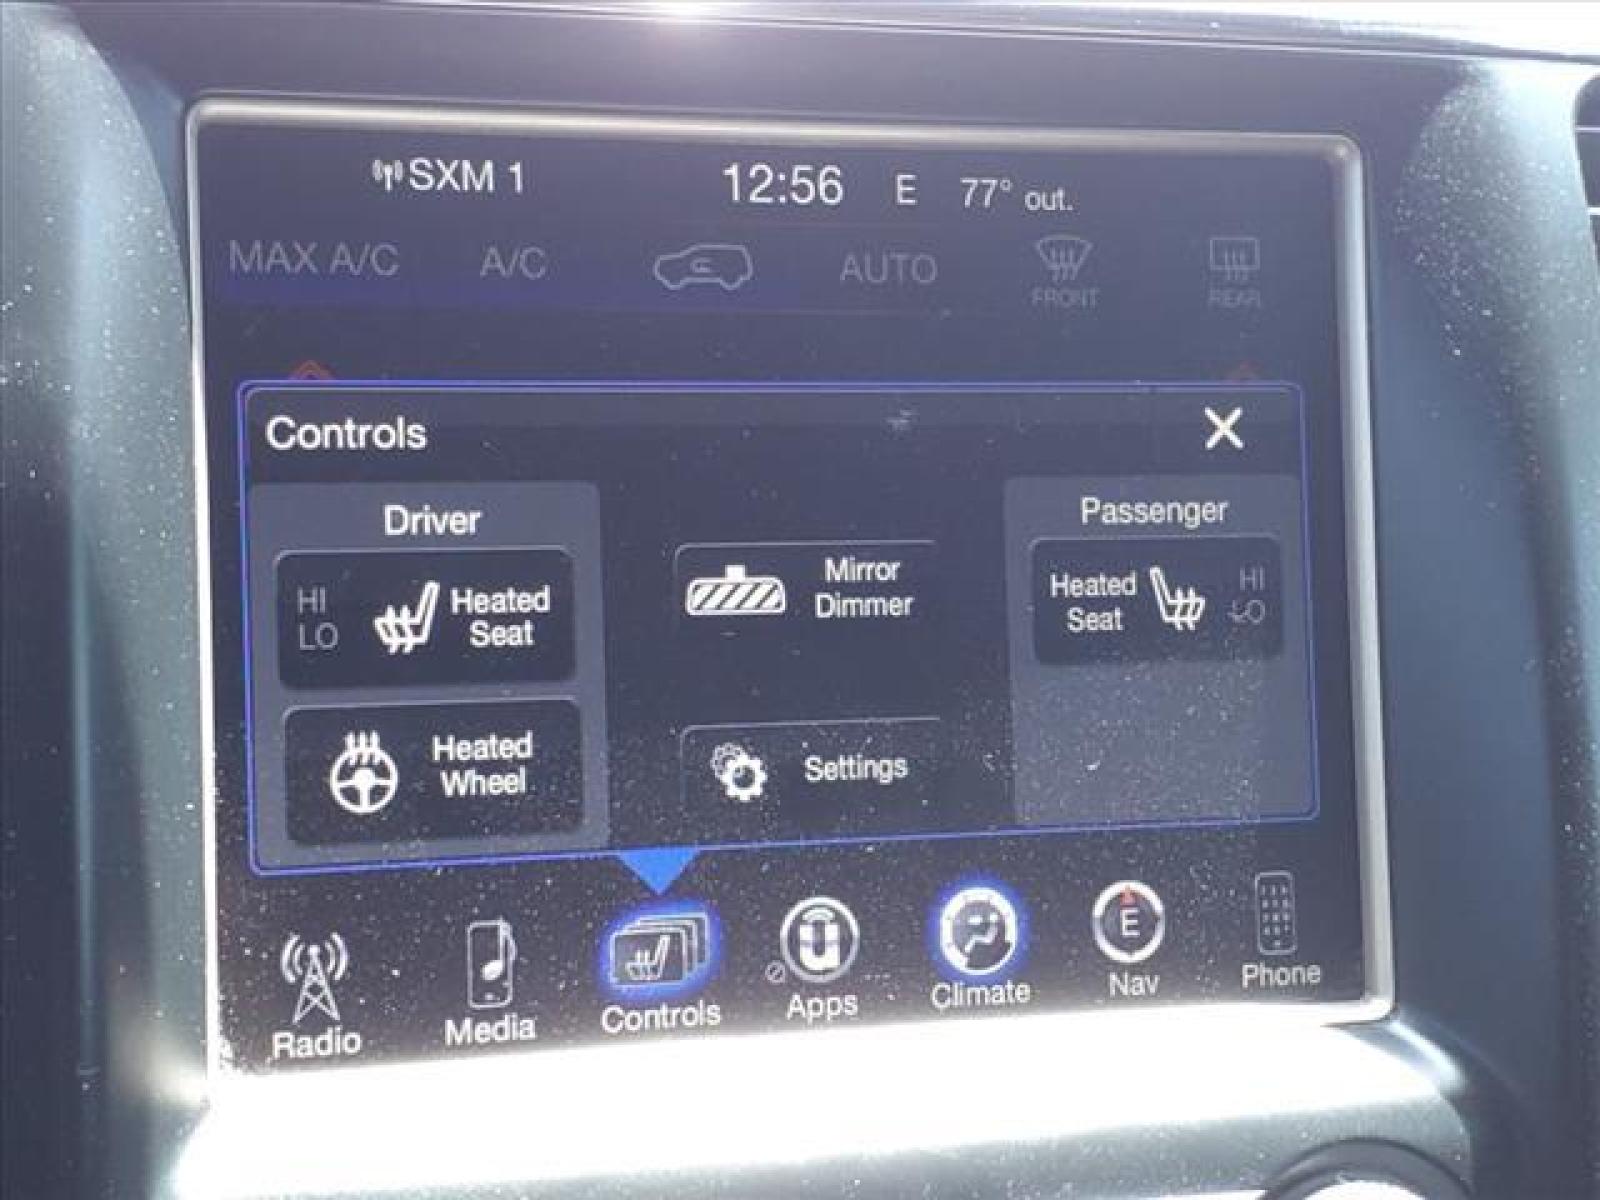 SXM 1 12:56 E 77° out.
MAX A/C A/C AUTO FRONT REAR
Controls X
Driver
HI
LO
Heated
Seat
Heated
Wheel
Mirror
Dimmer
Settings
Passenger
Heated
Seat
HI
LO
Radio Media Controls Apps Climate E Nav Phone